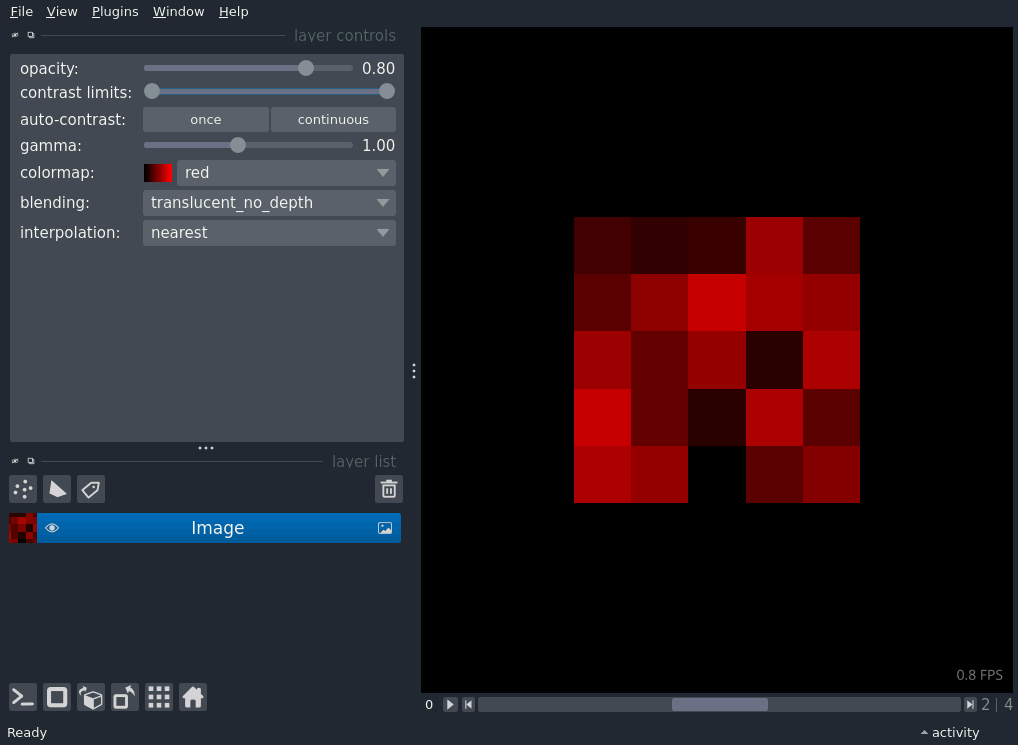 File View Plugins Window Help
layer controls
opacity: 0.80
contrast limits:
auto-contrast: once continuous
gamma: 1.00
colormap: red
blending: translucent_no_depth
interpolation: nearest
layer list
Image
0.8 FPS
0 2 | 4
Ready activity